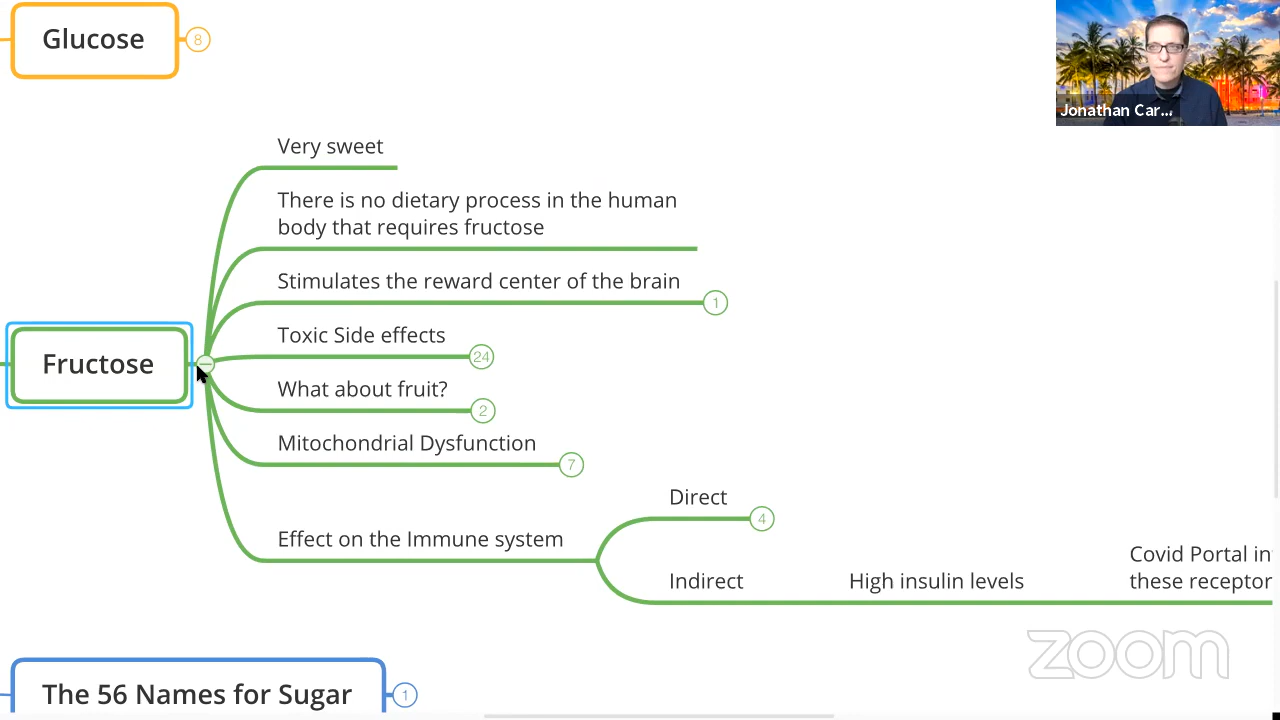 Glucose
8
Jonathan Car...
Very sweet
There is no dietary process in the human
body that requires fructose
Stimulates the reward center of the brain
1
Toxic Side effects
24
Fructose
What about fruit?
2
Mitochondrial Dysfunction
7
Direct
4
Effect on the Immune system
Indirect
High insulin levels
Covid Portal in
these receptor
zoom
The 56 Names for Sugar
1